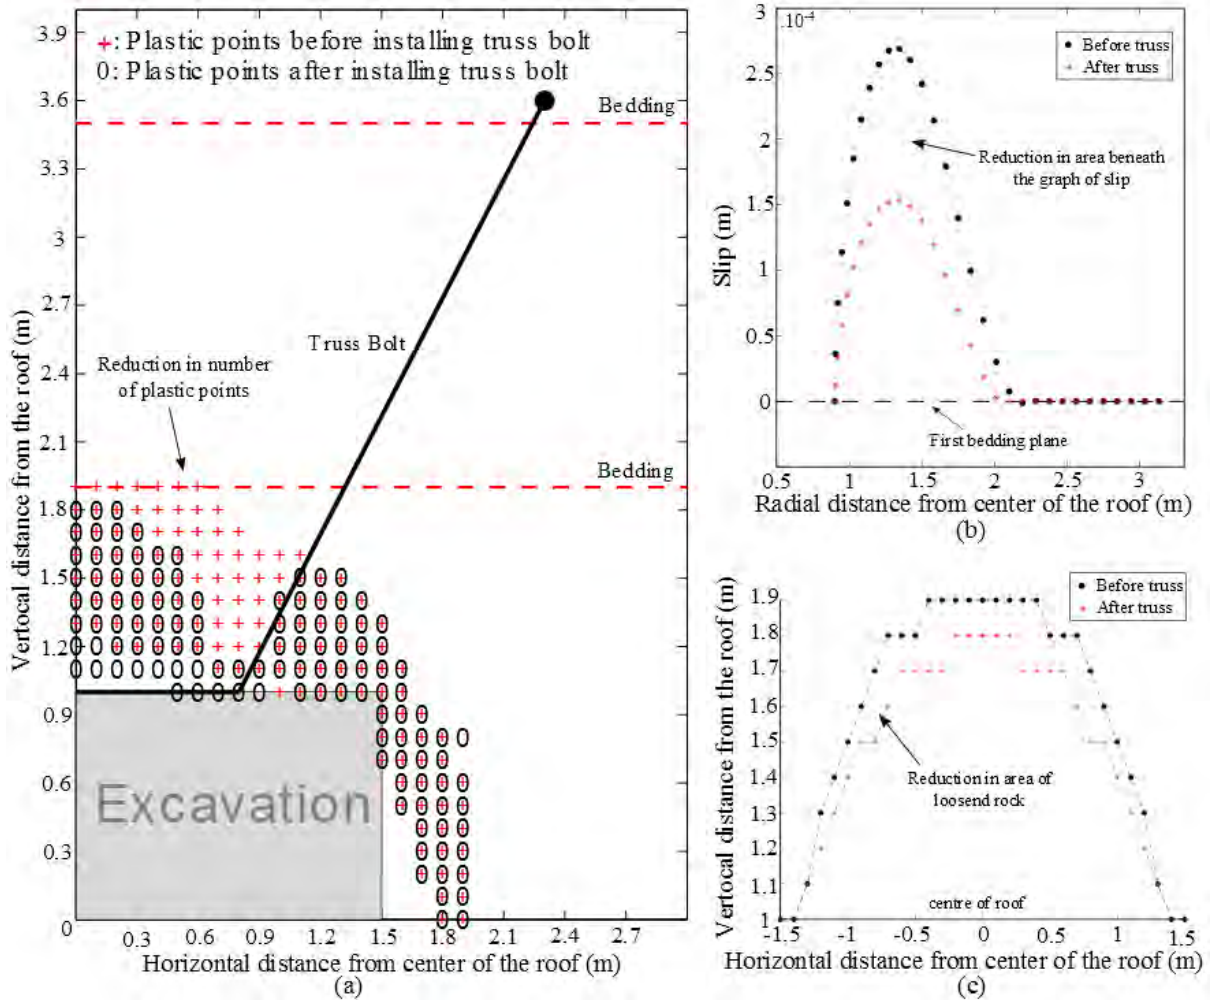 +: Plastic points before installing truss bolt
0: Plastic points after installing truss bolt
Bedding
Truss Bolt
Reduction in number
of plastic points
Bedding
Excavation
3.9
3.6
3.3
3
2.7
2.4
2.1
1.8
1.5
1.2
0.9
0.6
0.3
0
0
0.3
0.6
0.9
1.2
1.5
1.8
2.1
2.4
2.7
Vertocal distance from the roof (m)
Horizontal distance from center of the roof (m)
(a)
3
.10-4
2.5
2
1.5
1
0.5
0
Before truss
After truss
Reduction in area beneath
the graph of slip
First bedding plane
Slip (m)
0.5
1
1.5
2
2.5
3
Radial distance from center of the roof (m)
(b)
Before truss
After truss
1.9
1.8
1.7
1.6
1.5
1.4
1.3
1.2
1.1
1
Reduction in area of
loosend rock
centre of roof
Vertocal distance from the roof (m)
-1.5
-1
-0.5
0
0.5
1
1.5
Horizontal distance from center of the roof (m)
(c)